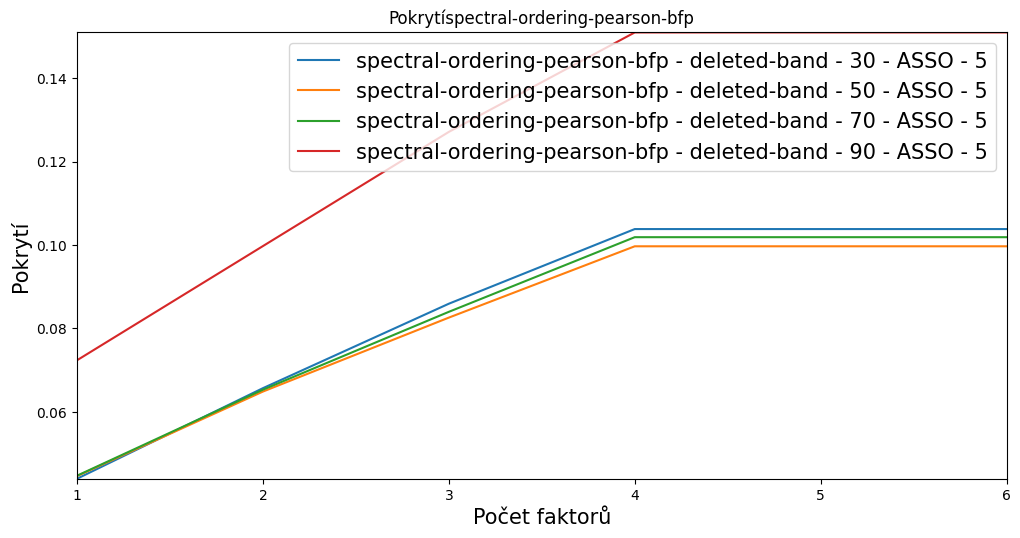 Pokrytíspectral-ordering-pearson-bfp
spectral-ordering-pearson-bfp - deleted-band - 30 - ASSO - 5
spectral-ordering-pearson-bfp - deleted-band - 50 - ASSO - 5
spectral-ordering-pearson-bfp - deleted-band - 70 - ASSO - 5
spectral-ordering-pearson-bfp - deleted-band - 90 - ASSO - 5
Pokrytí
0.14
0.12
0.10
0.08
0.06
1 2 3 4 5 6
Počet faktorů